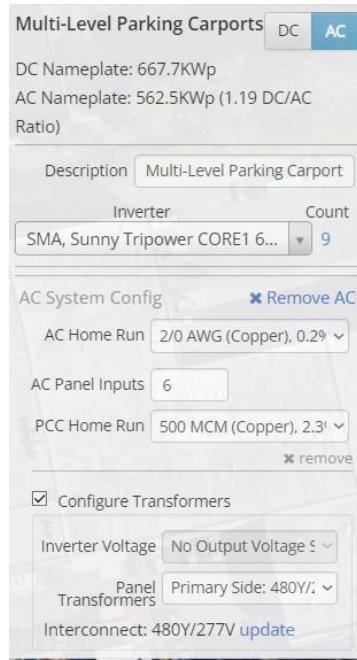 Multi-Level Parking Carports DC AC
DC Nameplate: 667.7KWp
AC Nameplate: 562.5KWp (1.19 DC/AC
Ratio)
Description Multi-Level Parking Carport
Inverter Count
SMA, Sunny Tripower CORE1 6... 9
AC System Config ✖ Remove AC
AC Home Run 2/0 AWG (Copper), 0.2%
AC Panel Inputs 6
PCC Home Run 500 MCM (Copper), 2.3
✖ remove
Configure Transformers
Inverter Voltage No Output Voltage S
Panel Transformers Primary Side: 480Y/2
Interconnect: 480Y/277V update